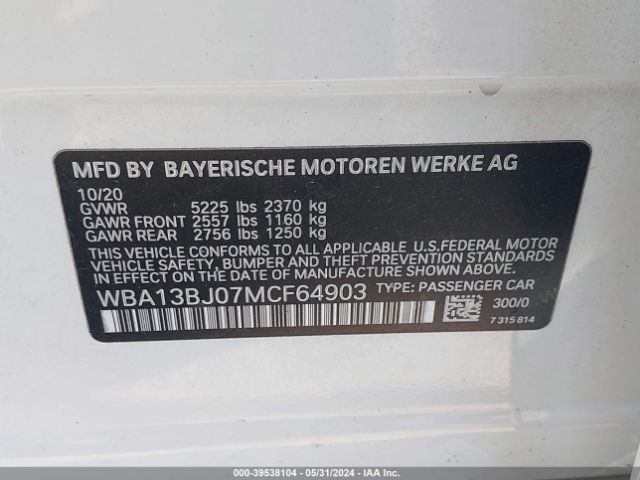 MFD BY BAYERISCHE MOTOREN WERKE AG
10/20
GVWR 5225 lbs 2370 kg
GAWR FRONT 2557 lbs 1160 kg
GAWR REAR 2756 lbs 1250 kg
THIS VEHICLE CONFORMS TO ALL APPLICABLE U.S.FEDERAL MOTOR
VEHICLE SAFETY, BUMPER AND THEFT PREVENTION STANDARDS
IN EFFECT ON THE DATE OF MANUFACTURE SHOWN ABOVE.
WBA13BJ07MCF64903 TYPE: PASSENGER CAR
300/0
7 315 814
000-39538104 - 05/31/2024 - IAA Inc.